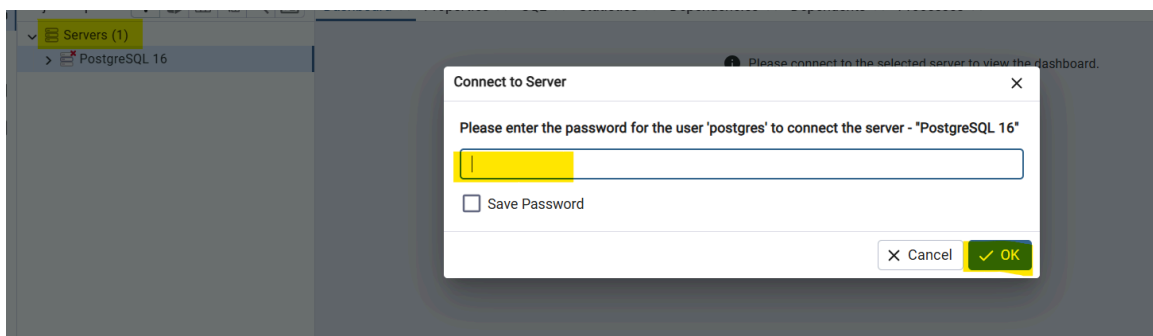 Servers (1)
PostgreSQL 16
Please connect to the selected server to view the dashboard.
Connect to Server
Please enter the password for the user 'postgres' to connect the server - "PostgreSQL 16"
Save Password
Cancel
OK